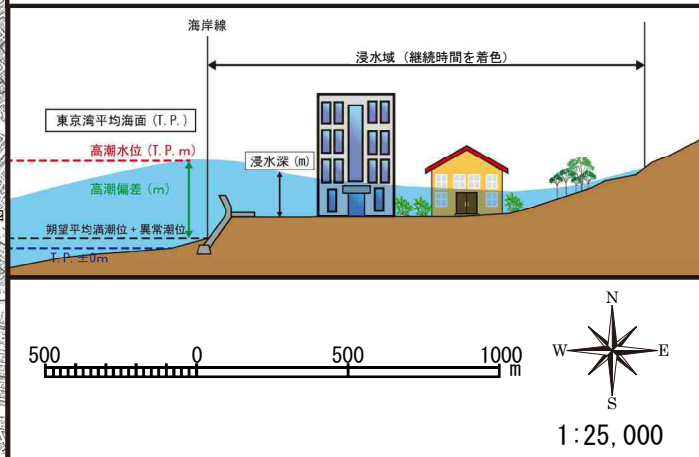 海岸線
浸水域（継続時間を着色）
東京湾平均海面（T.P.）
高潮水位（T.P. m）
浸水深（m）
高潮偏差（m）
朔望平均満潮位＋異常潮位
T.P. ±0m
500 0 500 1000
m
N
W E
S
1:25,000